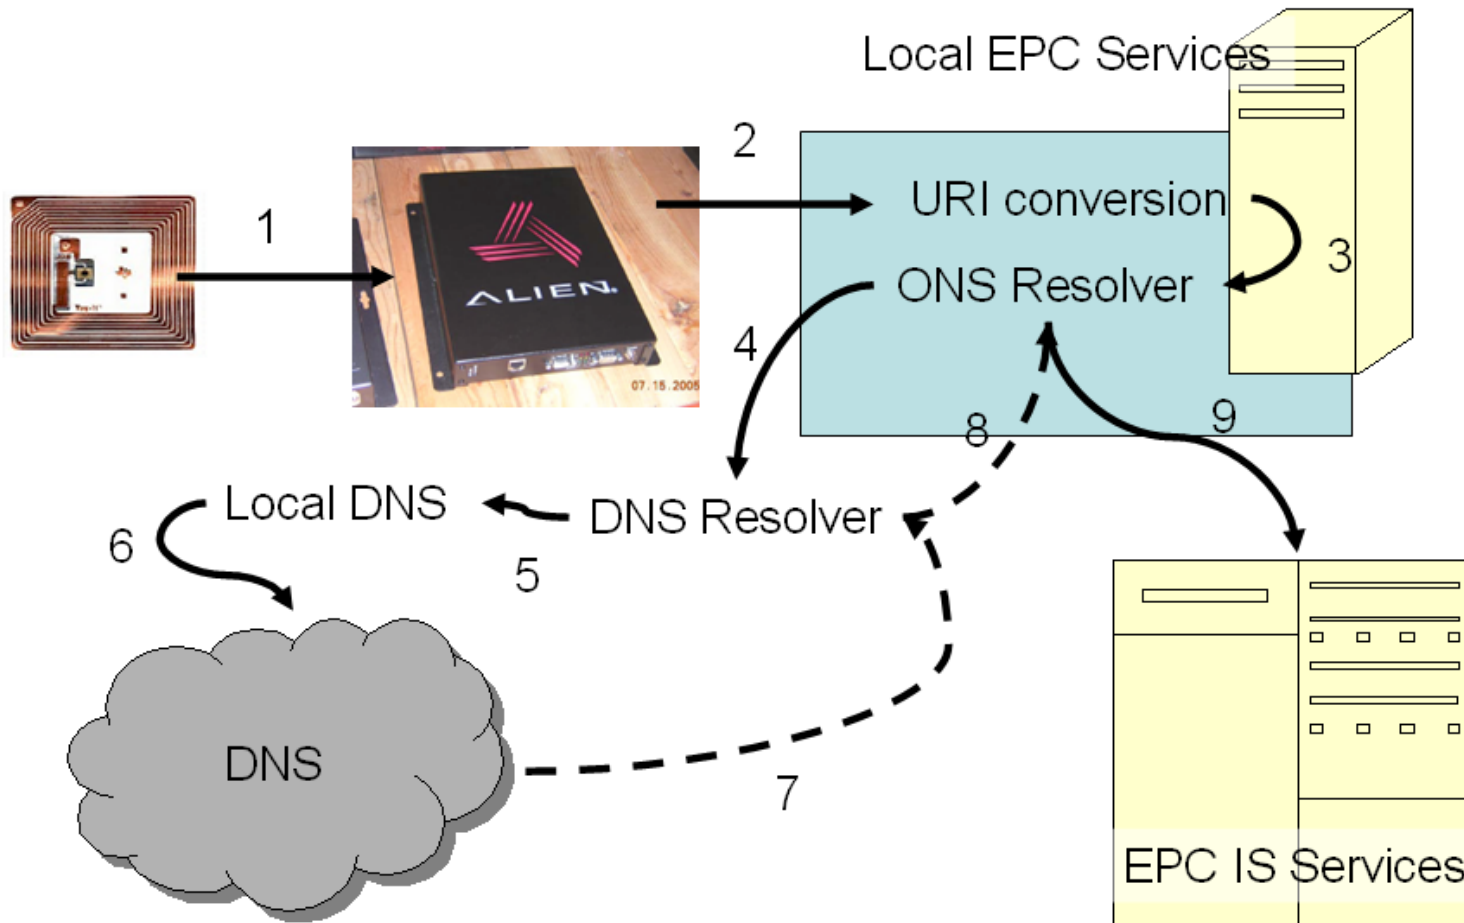 Local EPC Services
2
1
URI conversion
3
ONS Resolver
ALIEN
4
07.15.2005
8
9
Local DNS
DNS Resolver
6
5
DNS
7
EPC IS Services